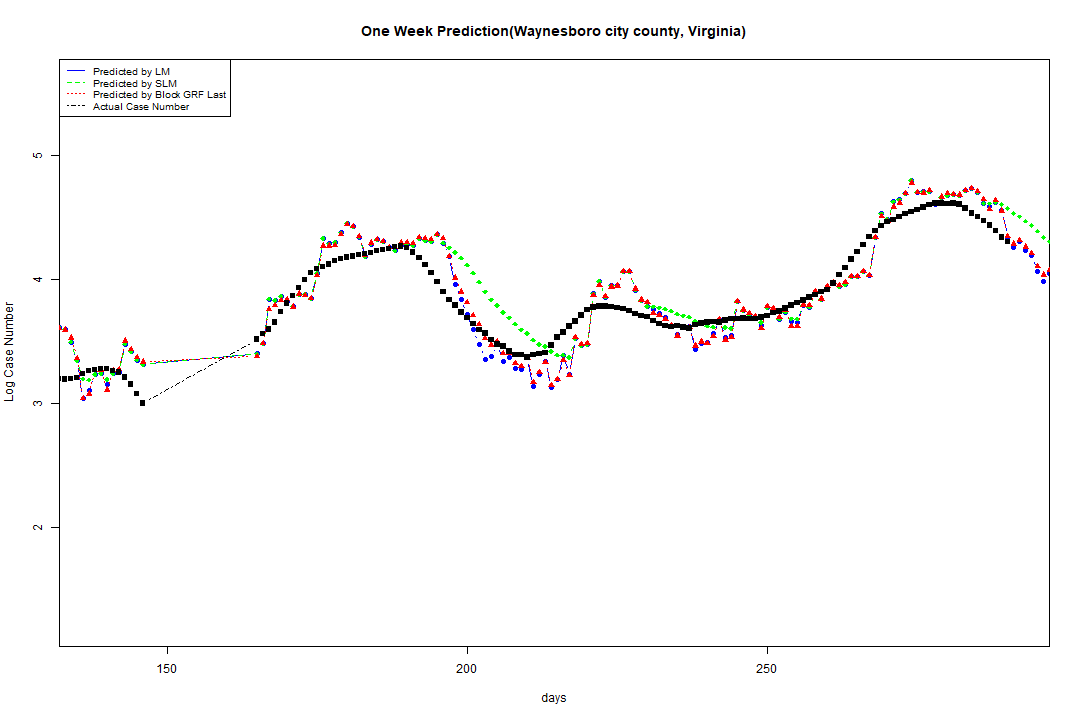 One Week Prediction(Waynesboro city county, Virginia)
Predicted by LM
Predicted by SLM
Predicted by Block GRF Last
Actual Case Number
5
4
3
2
Log Case Number
150
200
250
days